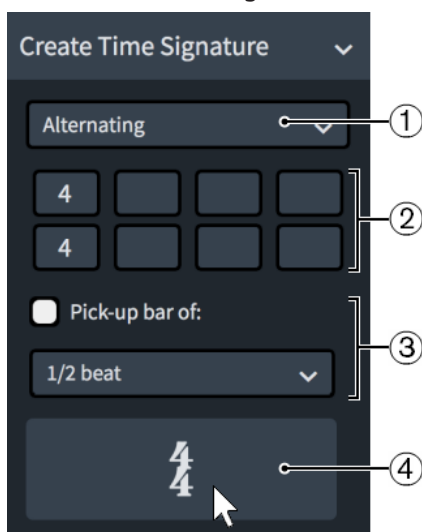 Create Time Signature
Alternating
①
4
4
②
Pick-up bar of:
③
1/2 beat
4
4
④